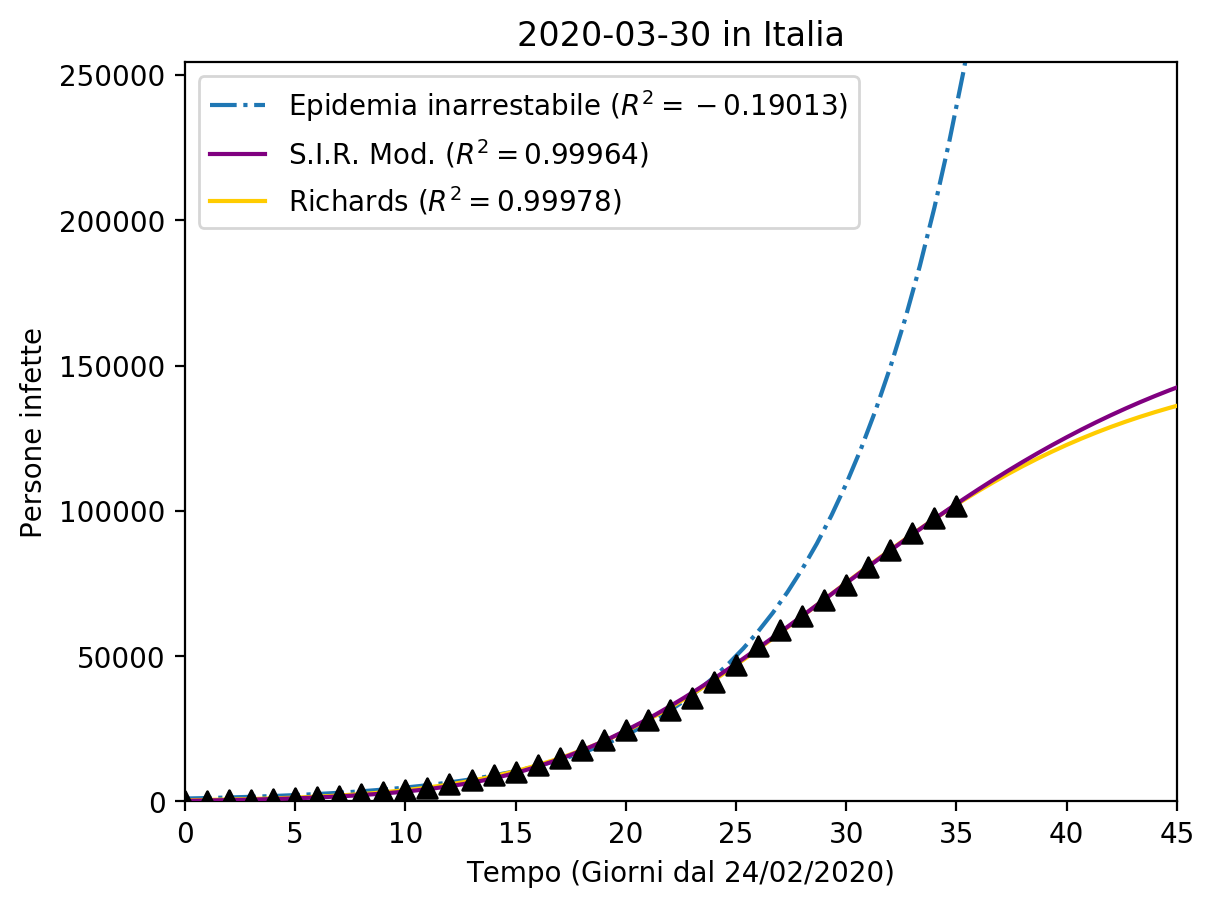 2020-03-30 in Italia
Epidemia inarrestabile (R² = −0.19013)
S.I.R. Mod. (R² = 0.99964)
Richards (R² = 0.99978)
250000
200000
150000
100000
50000
0
Persone infette
0 5 10 15 20 25 30 35 40 45
Tempo (Giorni dal 24/02/2020)